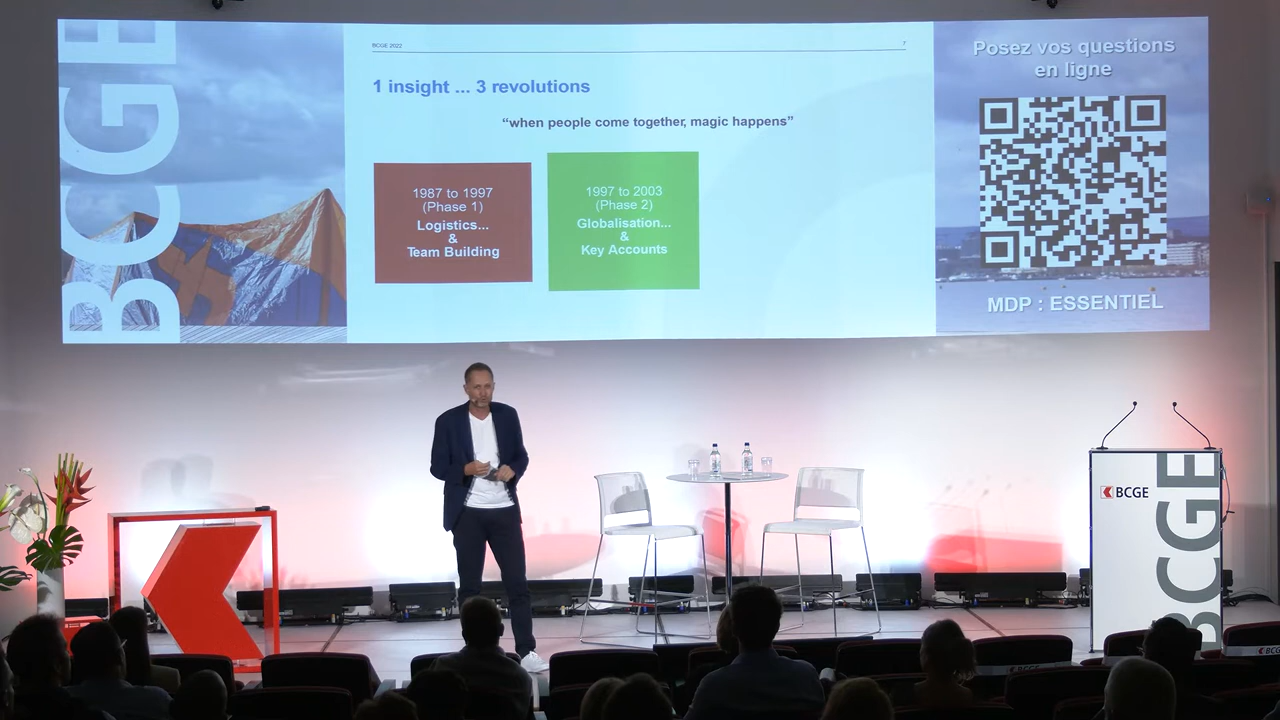 BCGE
BCGE 2022
7
1 insight ... 3 revolutions
“when people come together, magic happens”
1987 to 1997
(Phase 1)
Logistics...
&
Team Building
1997 to 2003
(Phase 2)
Globalisation...
&
Key Accounts
Posez vos questions
en ligne
MDP : ESSENTIEL
BCGE
BCGE